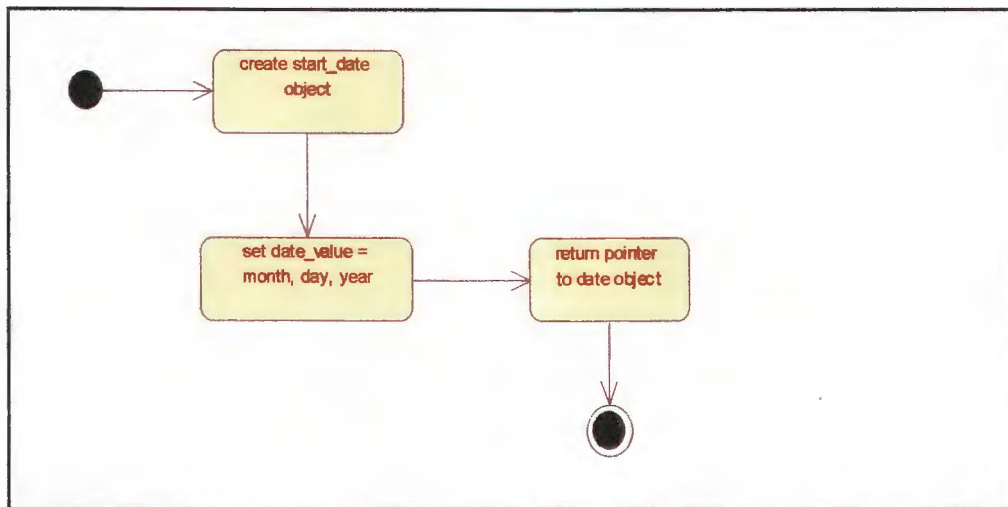 create start_date
object
set date_value =
month, day, year
return pointer
to date object